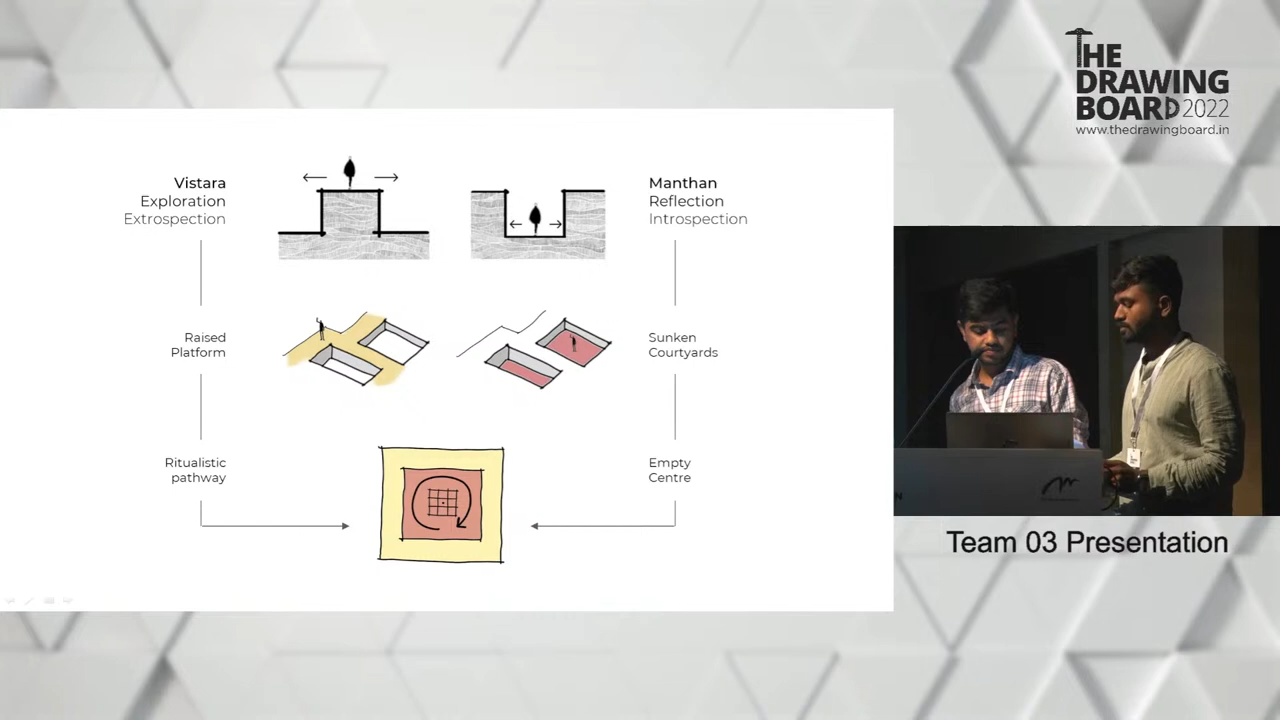 THE
DRAWING
BOARD 2022
www.thedrawingboard.in
Vistara
Exploration
Extrospection
Manthan
Reflection
Introspection
Raised
Platform
Sunken
Courtyards
Ritualistic
pathway
Empty
Centre
N
Team 03 Presentation